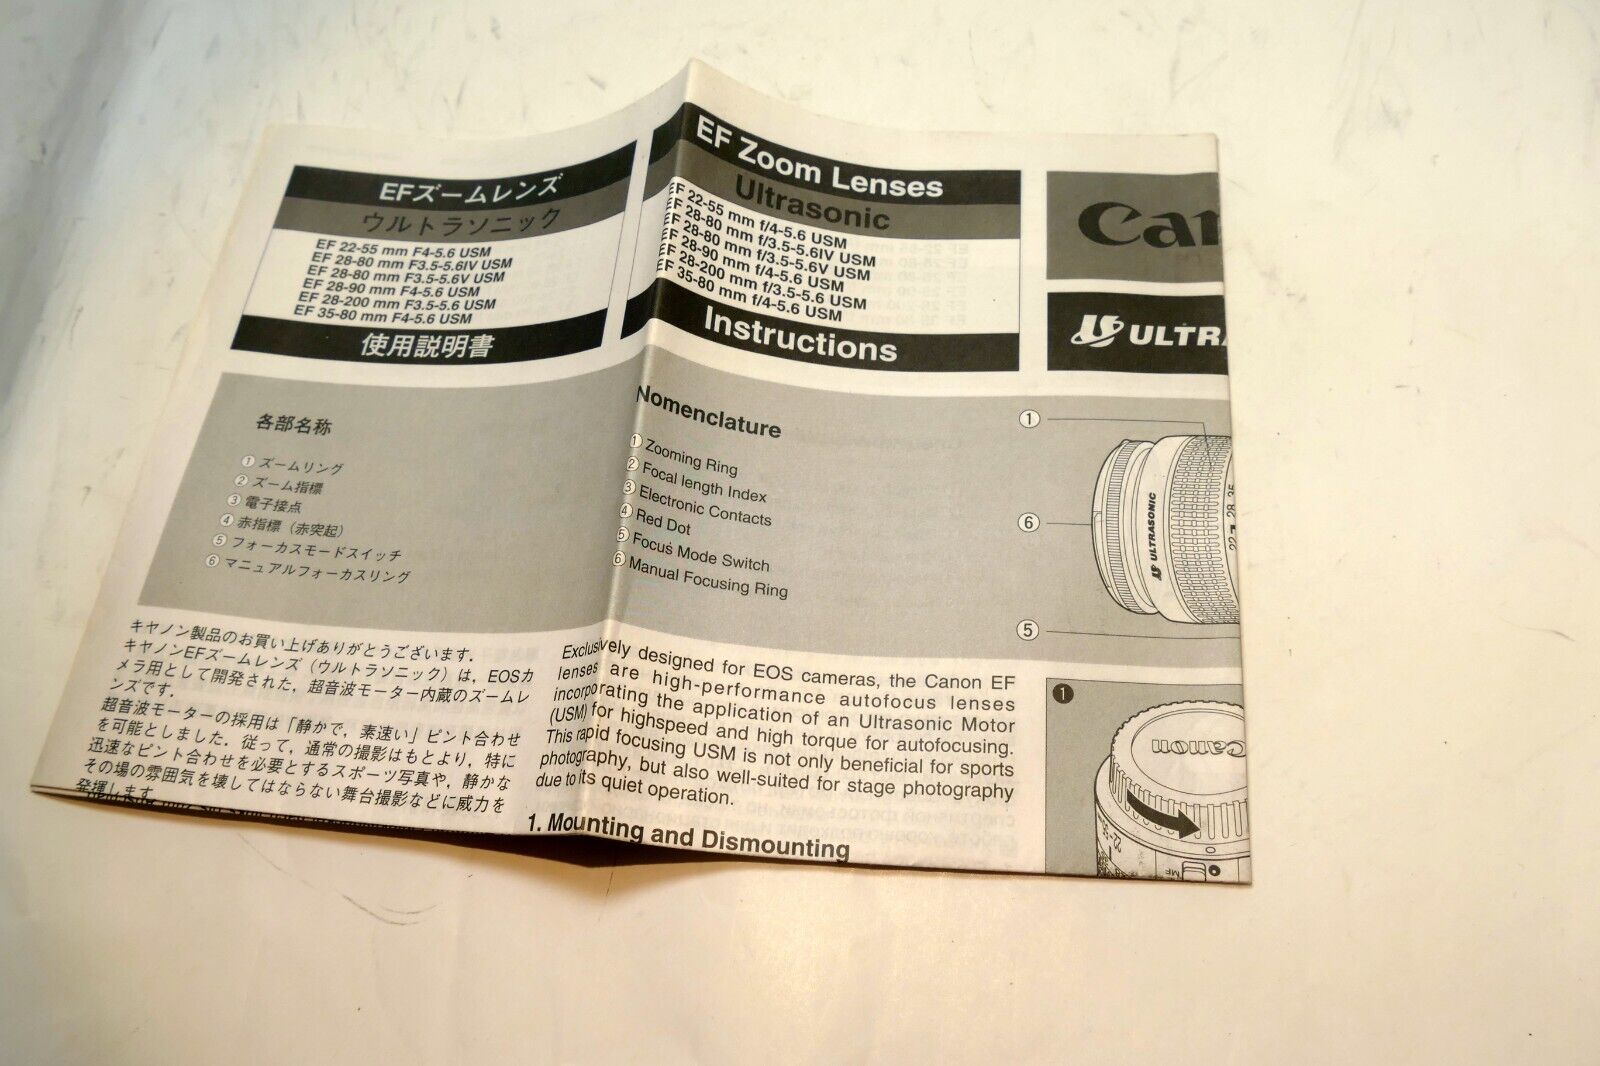 EFズームレンズ
ウルトラソニック
EF 22-55 mm F4-5.6 USM
EF 28-80 mm F3.5-5.6IV USM
EF 28-80 mm F3.5-5.6V USM
EF 28-90 mm F4-5.6 USM
EF 28-200 mm F3.5-5.6 USM
EF 35-80 mm F4-5.6 USM
使用説明書
各部名称
① ズームリング
② ズーム指標
③ 電子接点
④ 赤指標（赤突起）
⑤ フォーカスモードスイッチ
⑥ マニュアルフォーカスリング
キヤノン製品のお買い上げありがとうございます．
キヤノンEFズームレンズ（ウルトラソニック）は，EOSカ
メラ用として開発された，超音波モーター内蔵のズームレ
ンズです．
超音波モーターの採用は「静かで，素速い」ピント合わせ
を可能としました．従って，通常の撮影はもとより，特に
迅速なピント合わせを必要とするスポーツ写真や，静かな
その場の雰囲気を壊してはならない舞台撮影などに威力を
発揮します．
EF Zoom Lenses
Ultrasonic
EF 22-55 mm f/4-5.6 USM
EF 28-80 mm f/3.5-5.6IV USM
EF 28-80 mm f/3.5-5.6V USM
EF 28-90 mm f/4-5.6 USM
EF 28-200 mm f/3.5-5.6 USM
EF 35-80 mm f/4-5.6 USM
Instructions
Nomenclature
① Zooming Ring
② Focal length Index
③ Electronic Contacts
④ Red Dot
⑤ Focus Mode Switch
⑥ Manual Focusing Ring
Exclusively designed for EOS cameras, the Canon EF
lenses are high-performance autofocus lenses
incorporating the application of an Ultrasonic Motor
(USM) for highspeed and high torque for autofocusing.
This rapid focusing USM is not only beneficial for sports
photography, but also well-suited for stage photography
due to its quiet operation.
1. Mounting and Dismounting
Can
ULTR
①
⑥
⑤
ULTRASONIC
22 28 35
❶
Canon
MF